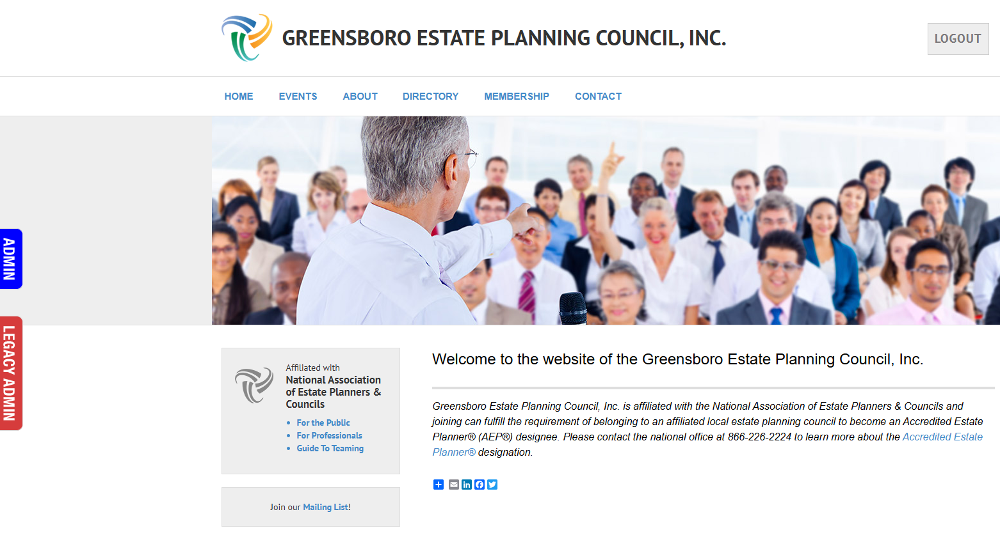 GREENSBORO ESTATE PLANNING COUNCIL, INC.
LOGOUT
HOME EVENTS ABOUT DIRECTORY MEMBERSHIP CONTACT
ADMIN
LEGACY ADMIN
Affiliated with
National Association
of Estate Planners &
Councils
For the Public
For Professionals
Guide To Teaming
Join our Mailing List!
Welcome to the website of the Greensboro Estate Planning Council, Inc.
Greensboro Estate Planning Council, Inc. is affiliated with the National Association of Estate Planners & Councils and
joining can fulfill the requirement of belonging to an affiliated local estate planning council to become an Accredited Estate
Planner® (AEP®) designee. Please contact the national office at 866-226-2224 to learn more about the Accredited Estate
Planner® designation.